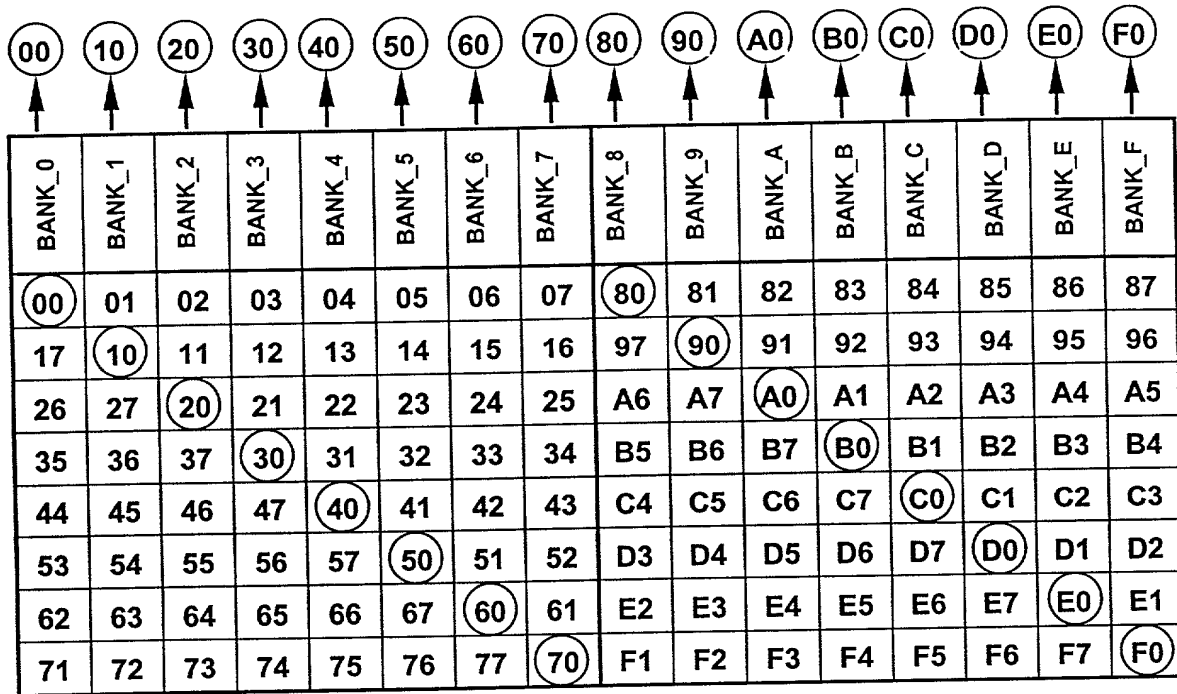 00 10 20 30 40 50 60 70 80 90 A0 B0 C0 D0 E0 F0
BANK_0 BANK_1 BANK_2 BANK_3 BANK_4 BANK_5 BANK_6 BANK_7 BANK_8 BANK_9 BANK_A BANK_B BANK_C BANK_D BANK_E BANK_F
00 01 02 03 04 05 06 07 80 81 82 83 84 85 86 87
17 10 11 12 13 14 15 16 97 90 91 92 93 94 95 96
26 27 20 21 22 23 24 25 A6 A7 A0 A1 A2 A3 A4 A5
35 36 37 30 31 32 33 34 B5 B6 B7 B0 B1 B2 B3 B4
44 45 46 47 40 41 42 43 C4 C5 C6 C7 C0 C1 C2 C3
53 54 55 56 57 50 51 52 D3 D4 D5 D6 D7 D0 D1 D2
62 63 64 65 66 67 60 61 E2 E3 E4 E5 E6 E7 E0 E1
71 72 73 74 75 76 77 70 F1 F2 F3 F4 F5 F6 F7 F0